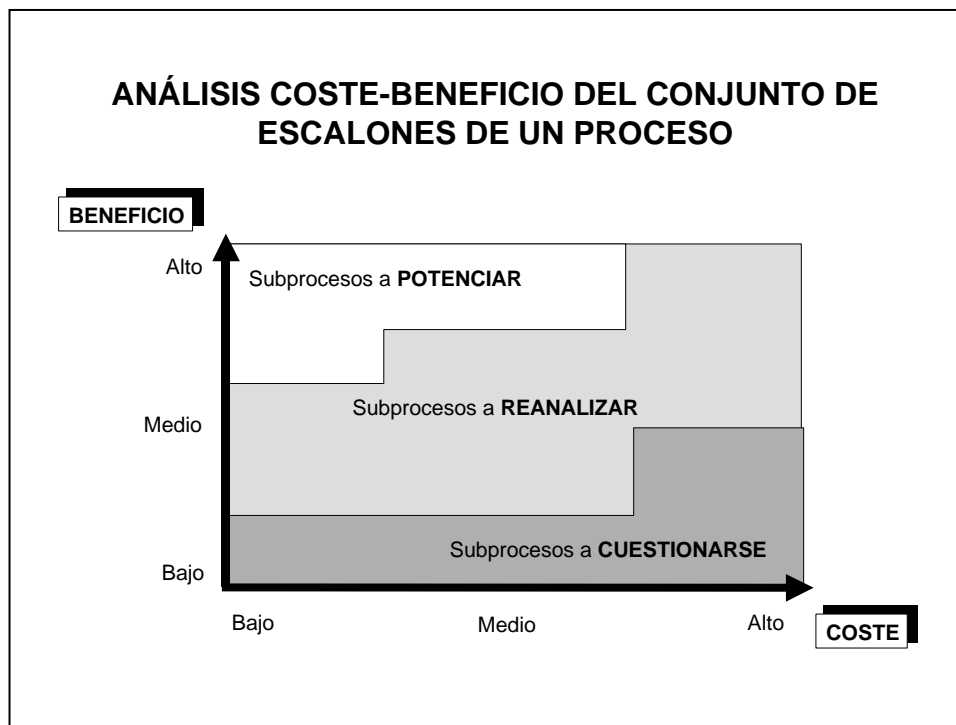 ANÁLISIS COSTE-BENEFICIO DEL CONJUNTO DE
ESCALONES DE UN PROCESO
BENEFICIO
Alto
Subprocesos a POTENCIAR
Subprocesos a REANALIZAR
Medio
Subprocesos a CUESTIONARSE
Bajo
Bajo
Medio
Alto
COSTE